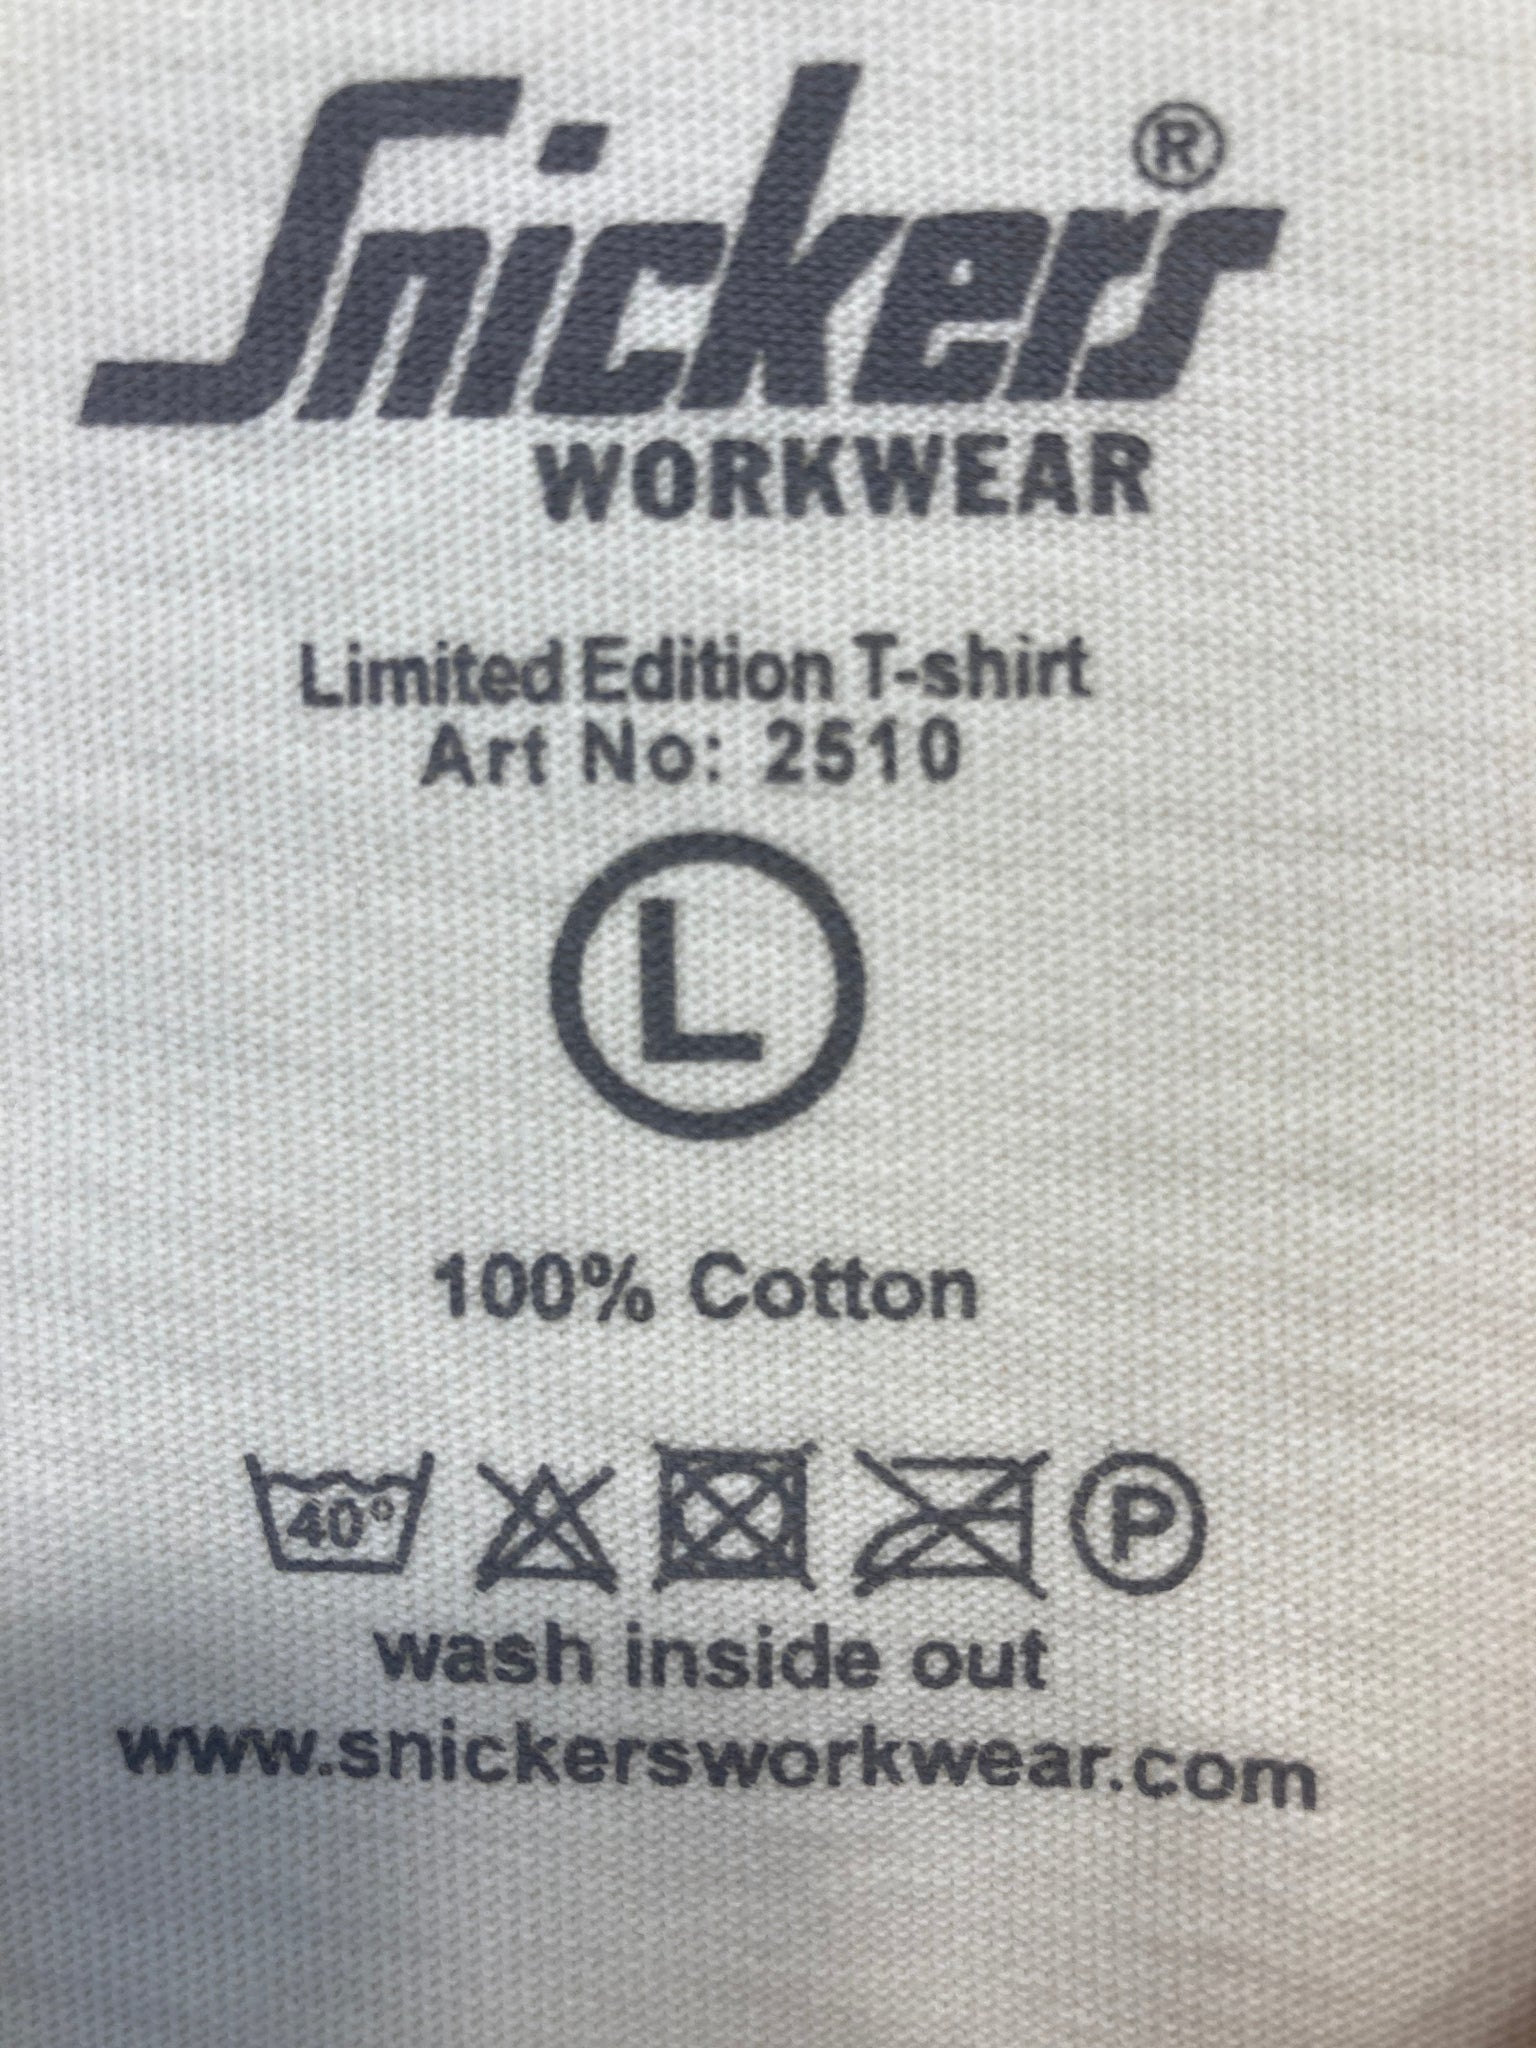 Snickers®
WORKWEAR
Limited Edition T-shirt
Art No: 2510
L
100% Cotton
40° P
wash inside out
www.snickersworkwear.com